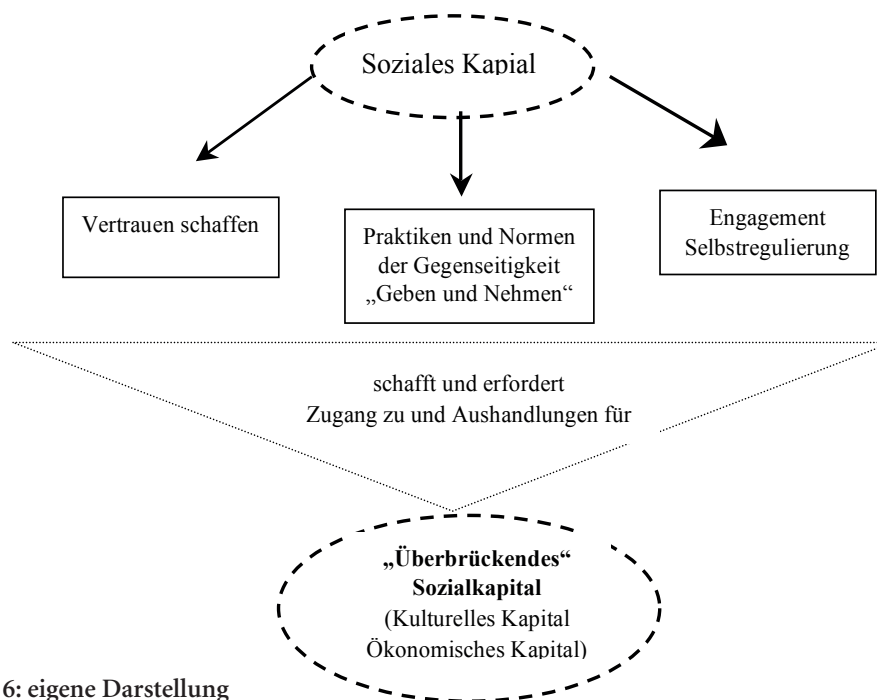 Soziales Kapial
Vertrauen schaffen
Praktiken und Normen
der Gegenseitigkeit
„Geben und Nehmen“
Engagement
Selbstregulierung
schafft und erfordert
Zugang zu und Aushandlungen für
„Überbrückendes“
Sozialkapital
(Kulturelles Kapital
Ökonomisches Kapital)
6: eigene Darstellung